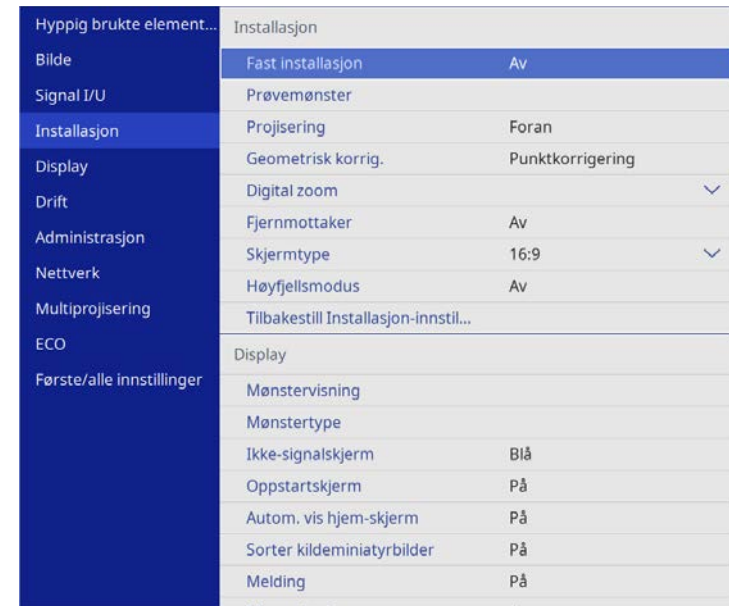 Hyppig brukte element...
Bilde
Signal I/U
Installasjon
Display
Drift
Administrasjon
Nettverk
Multiprojisering
ECO
Første/alle innstillinger
Installasjon
Fast installasjon Av
Prøvemønster
Projisering Foran
Geometrisk korrig. Punktkorrigering
Digital zoom
Fjernmottaker Av
Skjermtype 16:9
Høyfjellsmodus Av
Tilbakestill Installasjon-innstil...
Display
Mønstervisning
Mønstertype
Ikke-signalskjerm Blå
Oppstartskjerm På
Autom. vis hjem-skjerm På
Sorter kildeminiatyrbilder På
Melding På